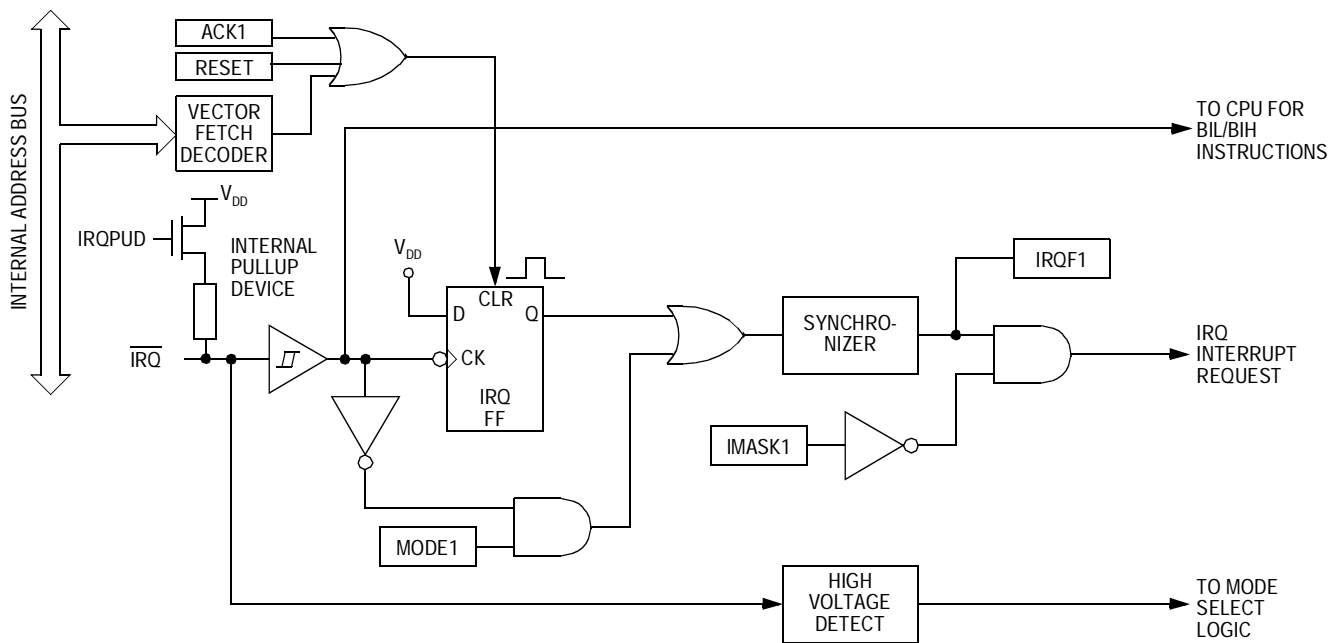 INTERNAL ADDRESS BUS
ACK1
RESET
VECTOR
FETCH
DECODER
TO CPU FOR
BIL/BIH
INSTRUCTIONS
VDD
IRQPUD
INTERNAL
PULLUP
DEVICE
VDD
CLR
D
Q
CK
IRQ
FF
IRQ
SYNCHRO-
NIZER
IRQF1
IRQ
INTERRUPT
REQUEST
IMASK1
MODE1
HIGH
VOLTAGE
DETECT
TO MODE
SELECT
LOGIC